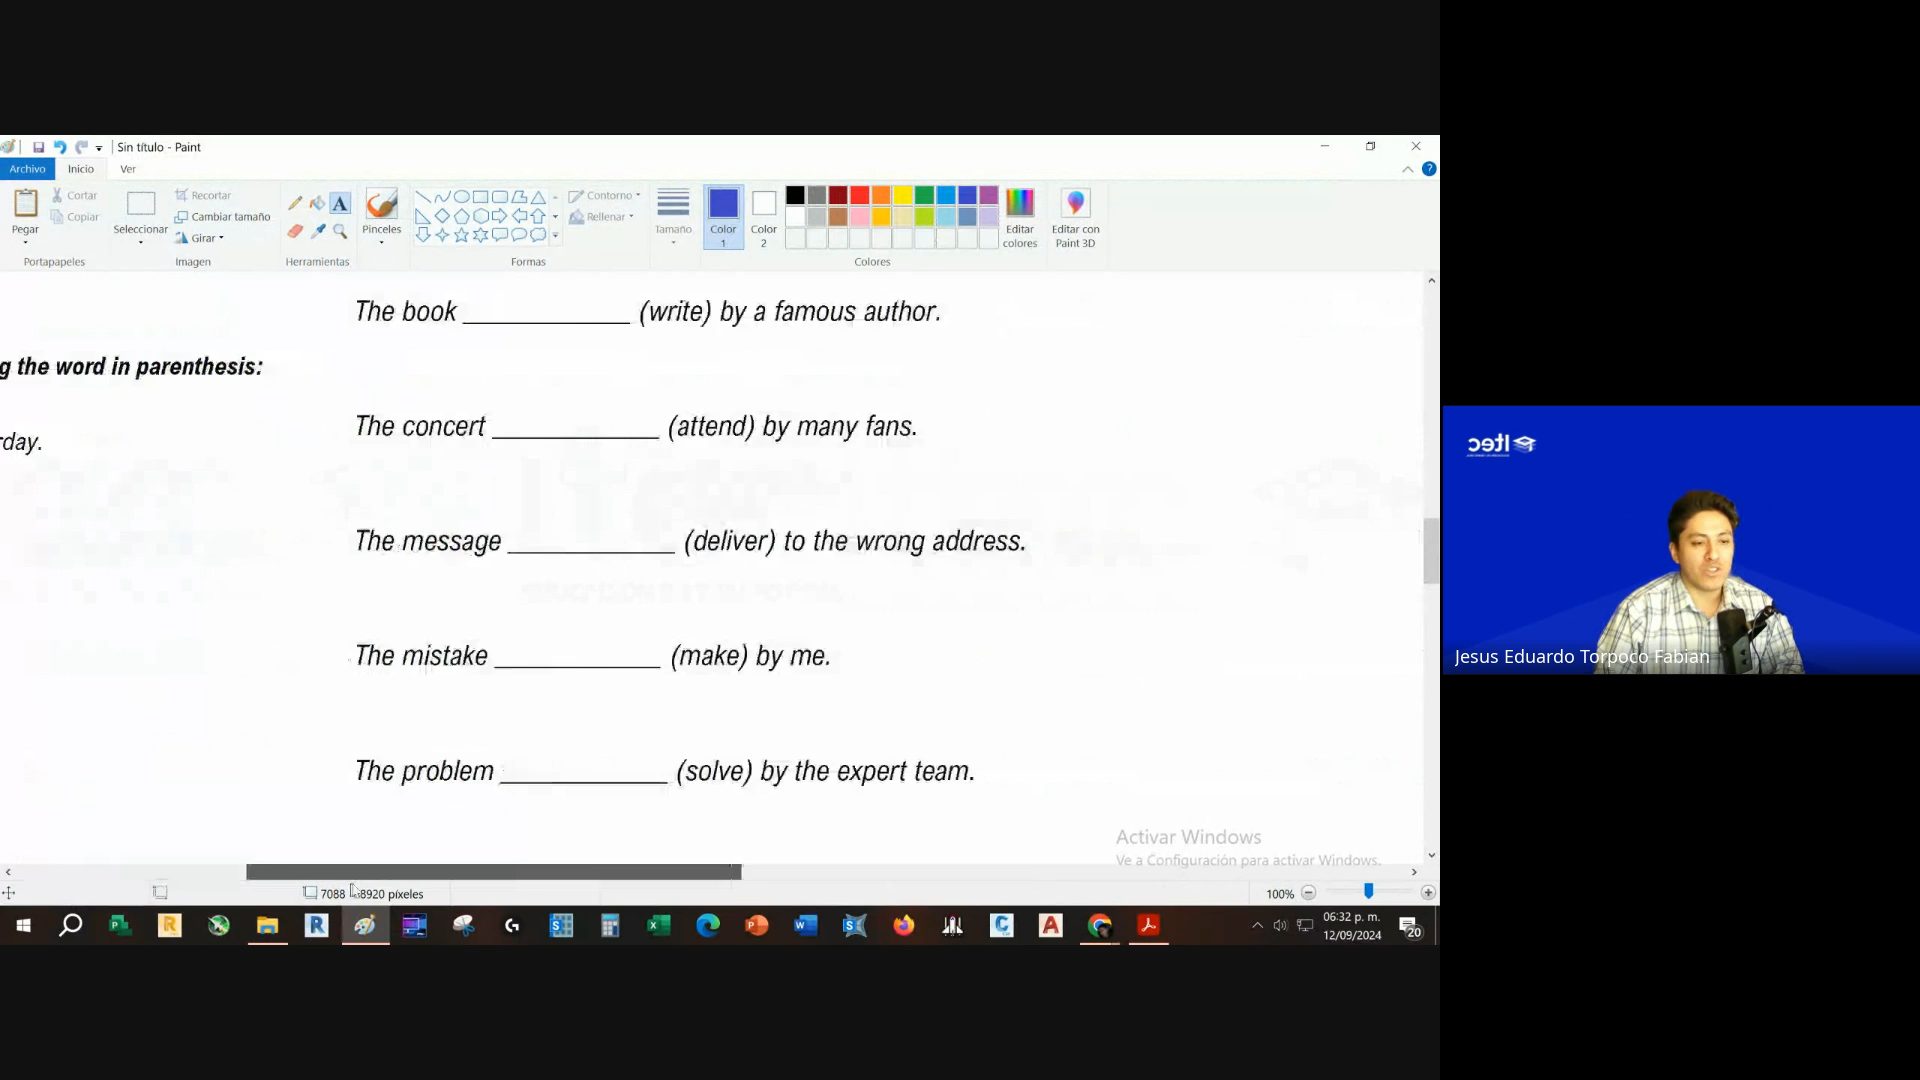 Sin título - Paint
Archivo Inicio Ver
Pegar
Cortar
Copiar
Portapapeles
Seleccionar
Recortar
Cambiar tamaño
Girar
Imagen
Herramientas
Pinceles
Formas
Contorno
Rellenar
Tamaño
Color 1
Color 2
Colores
Editar colores
Editar con Paint 3D
The book ____________ (write) by a famous author.
g the word in parenthesis:
The concert ____________ (attend) by many fans.
rday.
The message ____________ (deliver) to the wrong address.
The mistake ____________ (make) by me.
The problem ____________ (solve) by the expert team.
Activar Windows
Ve a Configuración para activar Windows.
7088 8920 píxeles
100%
06:32 p. m.
12/09/2024
20
Itec
Jesus Eduardo Torpoco Fabian